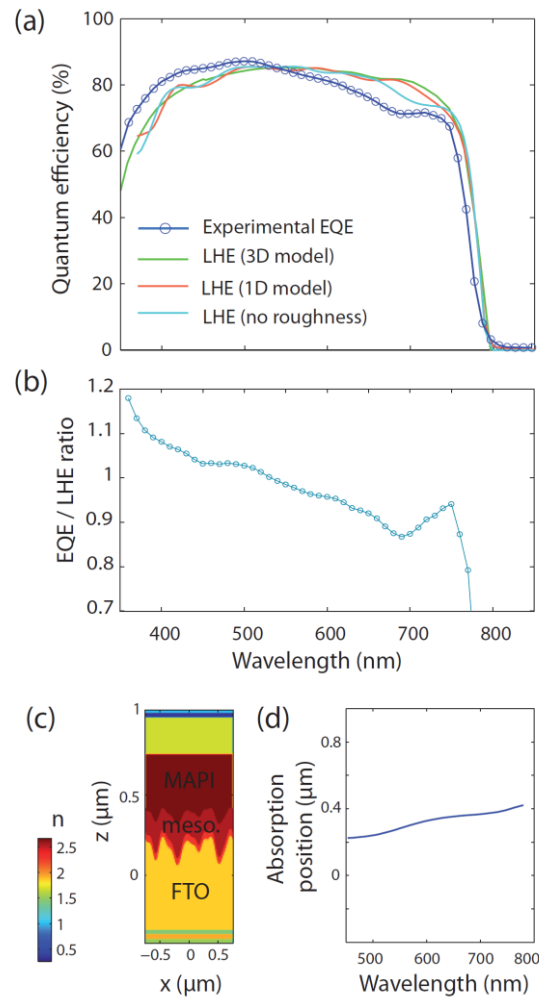 (a)
Quantum efficiency (%)
100
80
60
40
20
0
Experimental EQE
LHE (3D model)
LHE (1D model)
LHE (no roughness)
(b)
EQE / LHE ratio
1.2
1.1
1
0.9
0.8
0.7
400 500 600 700 800
Wavelength (nm)
(c)
n
2.5
2
1.5
1
0.5
z (μm)
1
0.5
0
MAPI
meso.
FTO
−0.5 0 0.5
x (μm)
(d)
Absorption
position (μm)
0.8
0.4
0
500 600 700 800
Wavelength (nm)